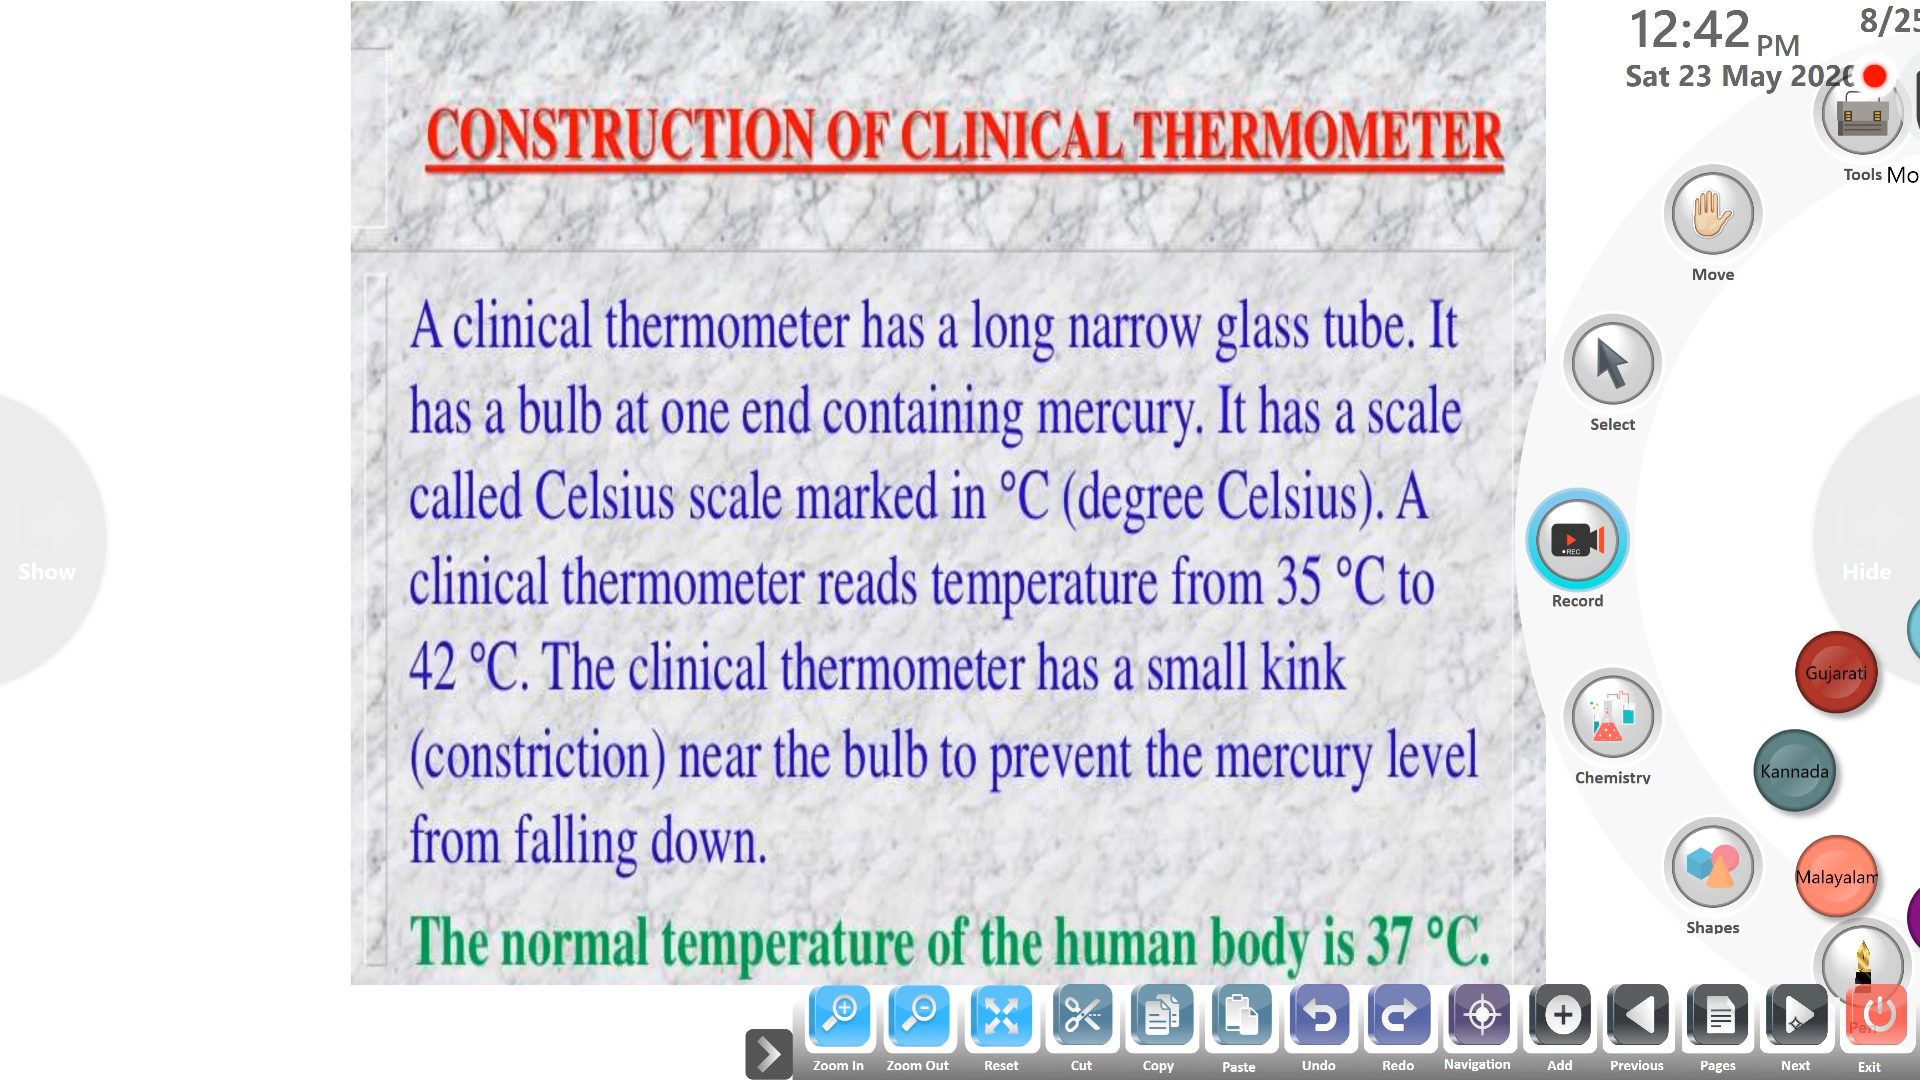 12:42 PM
8/25
Sat 23 May 202
CONSTRUCTION OF CLINICAL THERMOMETER
A clinical thermometer has a long narrow glass tube. It
has a bulb at one end containing mercury. It has a scale
called Celsius scale marked in °C (degree Celsius). A
clinical thermometer reads temperature from 35 °C to
42 °C. The clinical thermometer has a small kink
(constriction) near the bulb to prevent the mercury level
from falling down.
The normal temperature of the human body is 37 °C.
Tools
Mo
Move
Select
REC
Record
Chemistry
Shapes
Show
Hide
Gujarati
Kannada
Malayalam
Zoom In
Zoom Out
Reset
Cut
Copy
Paste
Undo
Redo
Navigation
Add
Previous
Pages
Next
Exit